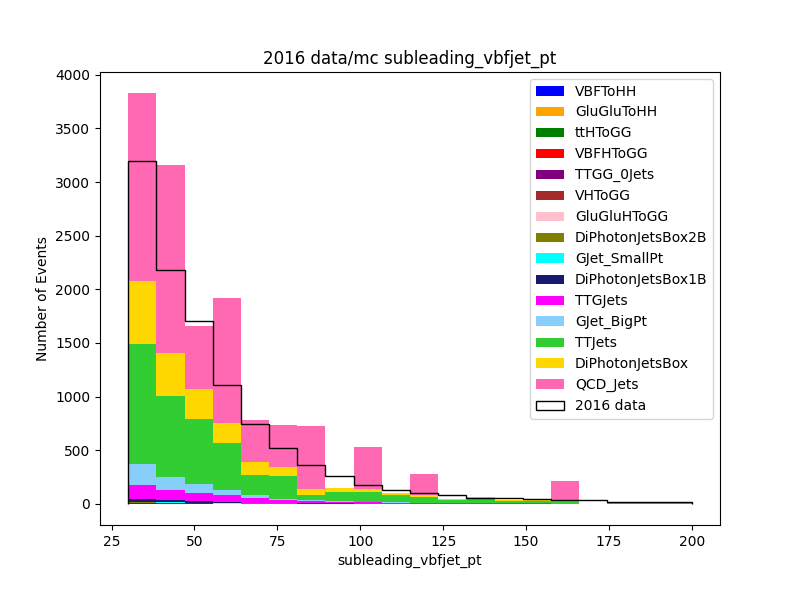 2016 data/mc subleading_vbfjet_pt
Number of Events
4000
3500
3000
2500
2000
1500
1000
500
0
VBFToHH
GluGluToHH
ttHToGG
VBFHToGG
TTGG_0Jets
VHToGG
GluGluHToGG
DiPhotonJetsBox2B
GJet_SmallPt
DiPhotonJetsBox1B
TTGJets
GJet_BigPt
TTJets
DiPhotonJetsBox
QCD_Jets
2016 data
25 50 75 100 125 150 175 200
subleading_vbfjet_pt